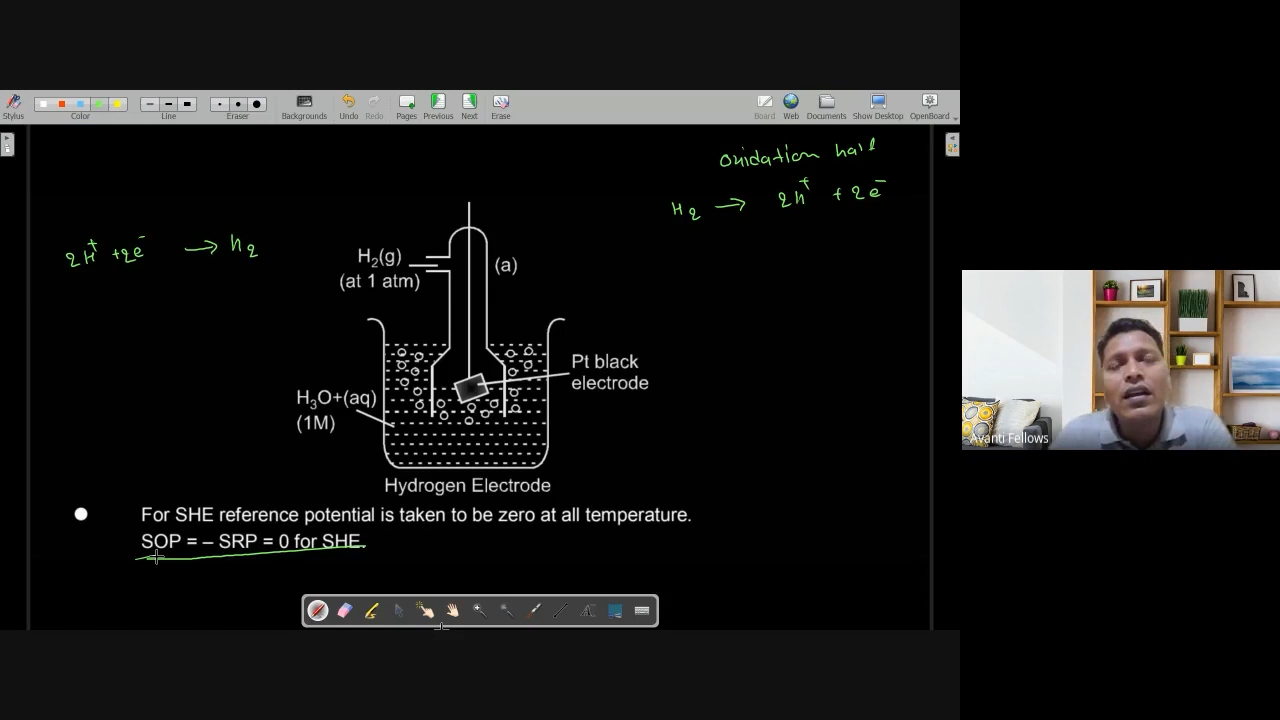 Stylus
Color
Line
Eraser
Backgrounds
Undo
Redo
Pages
Previous
Next
Erase
Board
Web
Documents
Show Desktop
OpenBoard
oxidation half
H2 → 2H+ + 2e−
2H+ + 2e− → H2
H2(g)
(at 1 atm)
(a)
Pt black
electrode
H3O+(aq)
(1M)
Hydrogen Electrode
For SHE reference potential is taken to be zero at all temperature.
SOP = – SRP = 0 for SHE.
Avanti Fellows